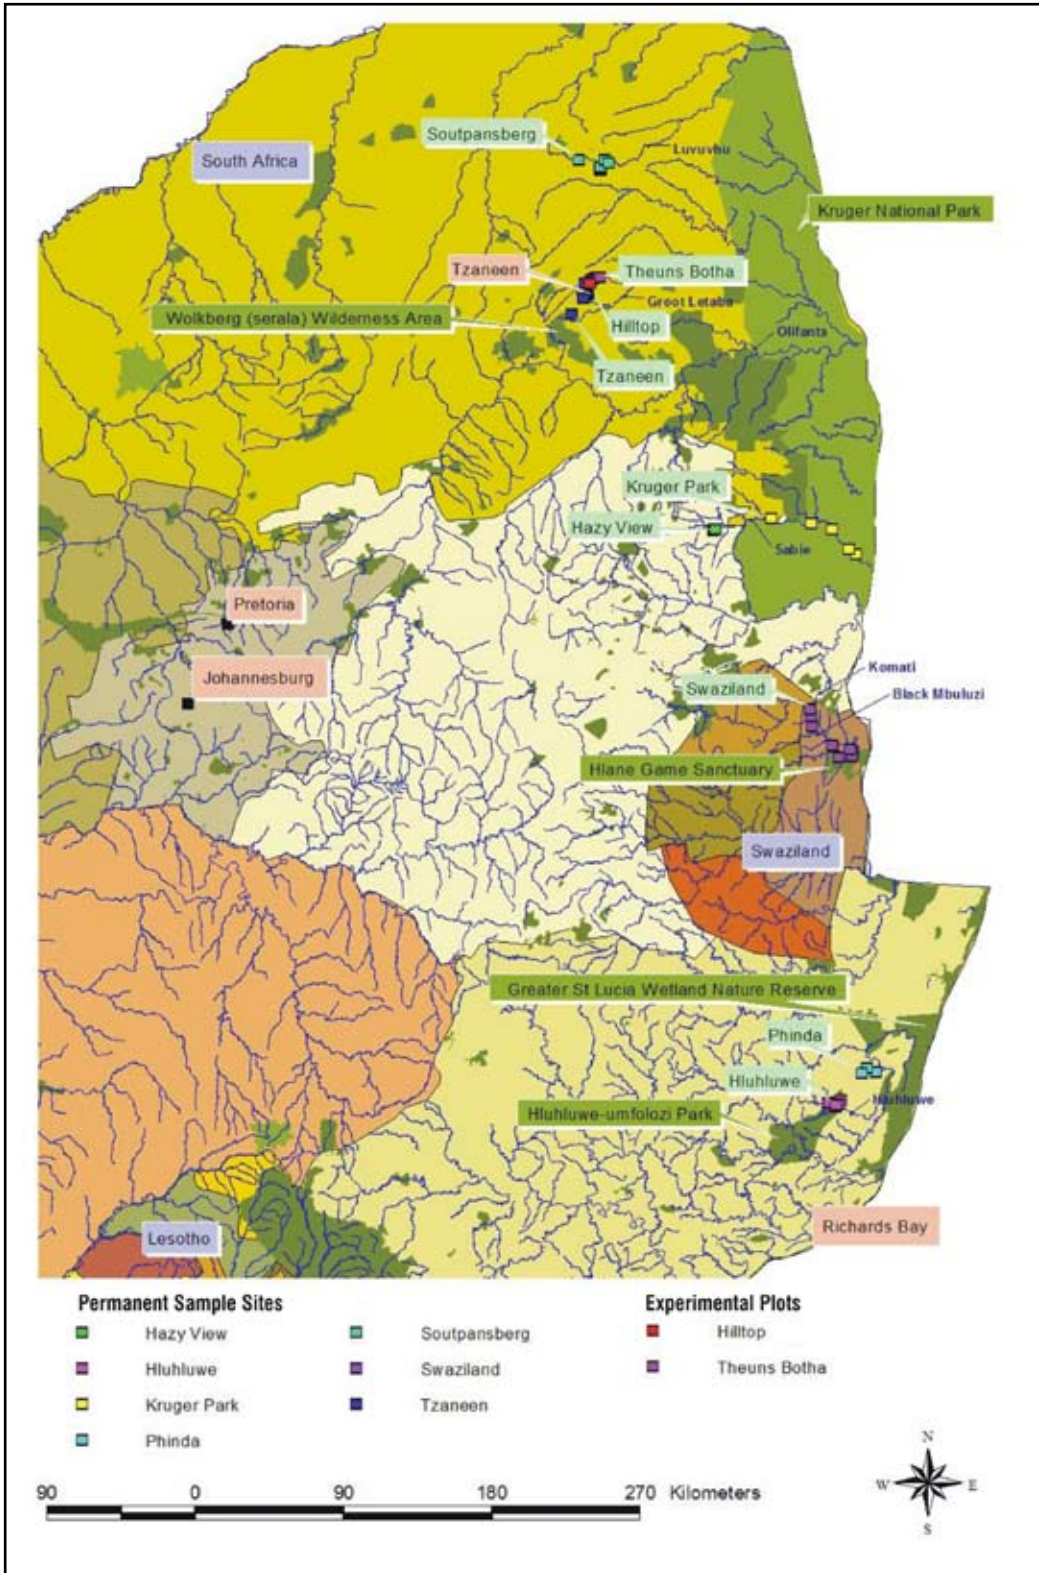 Soutpansberg
Luvuvhu
South Africa
Kruger National Park
Tzaneen
Theuns Botha
Groot Letaba
Wolkberg (serala) Wilderness Area
Hilltop
Olifants
Tzaneen
Kruger Park
Hazy View
Sabie
Pretoria
Johannesburg
Komati
Swaziland
Black Mbuluzi
Hlane Game Sanctuary
Swaziland
Greater St Lucia Wetland Nature Reserve
Phinda
Hluhluwe
Hluhluwe
Hluhluwe-umfolozi Park
Richards Bay
Lesotho
Permanent Sample Sites
Experimental Plots
Hazy View
Soutpansberg
Hilltop
Hluhluwe
Swaziland
Theuns Botha
Kruger Park
Tzaneen
Phinda
N
W E
S
90 0 90 180 270 Kilometers